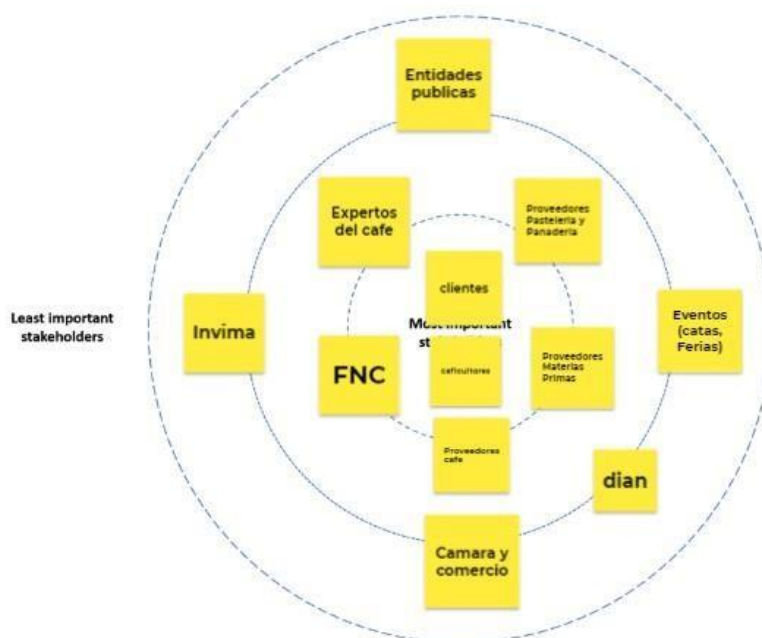 Entidades
publicas
Expertos
del cafe
Proveedores
Pasteleria y
Panaderia
clientes
Least important
stakeholders
Invima
Most important
Eventos
(catas,
Ferias)
FNC
caficultores
Proveedores
Materias
Primas
Proveedores
cafe
dian
Camara y
comercio